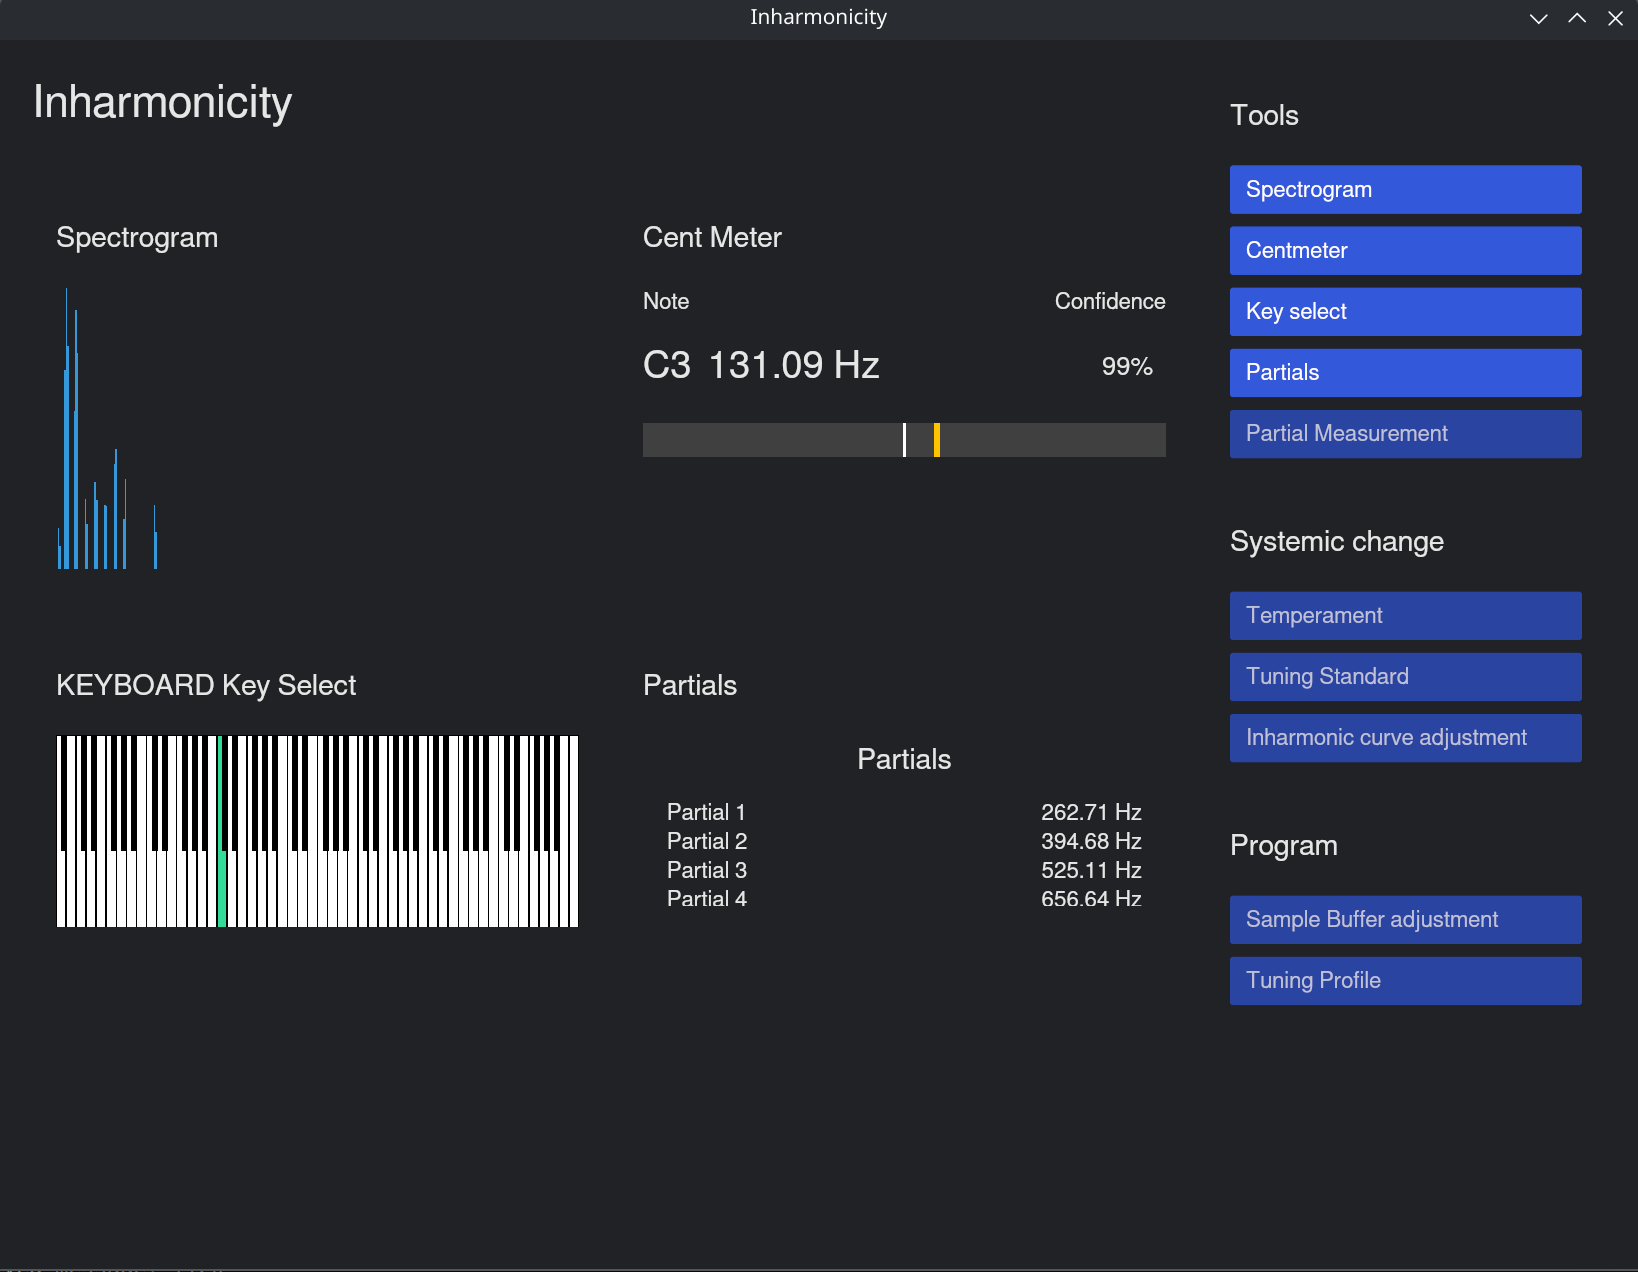 Inharmonicity
Inharmonicity
Spectrogram
Cent Meter
Note
Confidence
C3 131.09 Hz
99%
KEYBOARD Key Select
Partials
Partials
Partial 1 262.71 Hz
Partial 2 394.68 Hz
Partial 3 525.11 Hz
Partial 4 656.64 Hz
Tools
Spectrogram
Centmeter
Key select
Partials
Partial Measurement
Systemic change
Temperament
Tuning Standard
Inharmonic curve adjustment
Program
Sample Buffer adjustment
Tuning Profile